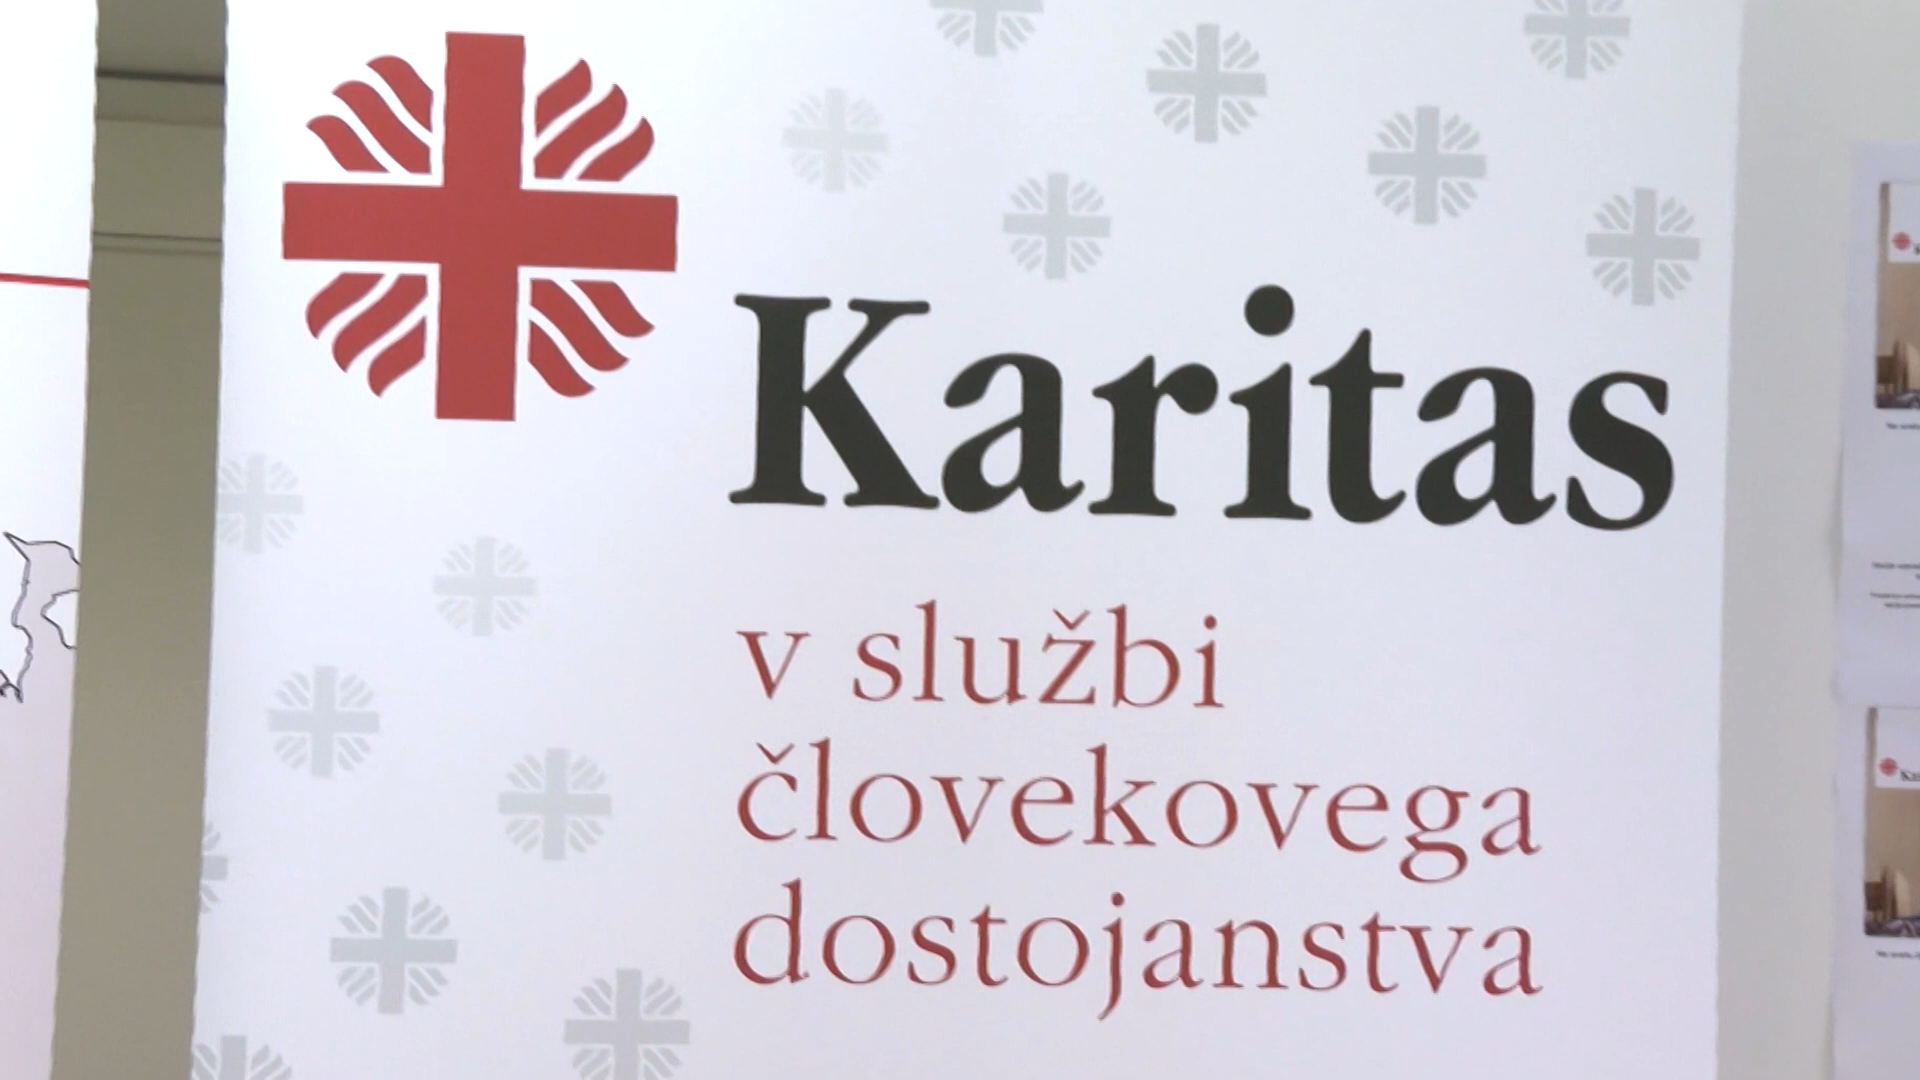 Karitas
v službi
človekovega
dostojanstva